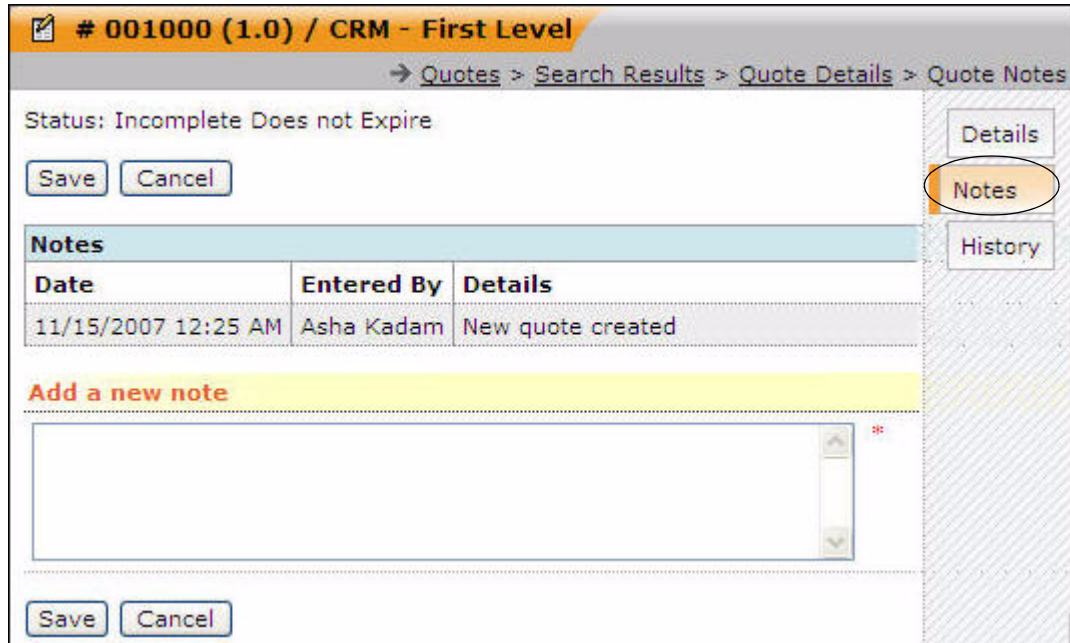 # 001000 (1.0) / CRM - First Level
→ Quotes > Search Results > Quote Details > Quote Notes
Status: Incomplete Does not Expire
Save Cancel
Details
Notes
History
Notes
Date Entered By Details
11/15/2007 12:25 AM Asha Kadam New quote created
Add a new note
*
Save Cancel